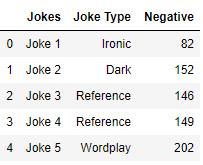 Jokes Joke Type Negative
0 Joke 1 Ironic 82
1 Joke 2 Dark 152
2 Joke 3 Reference 146
3 Joke 4 Reference 149
4 Joke 5 Wordplay 202